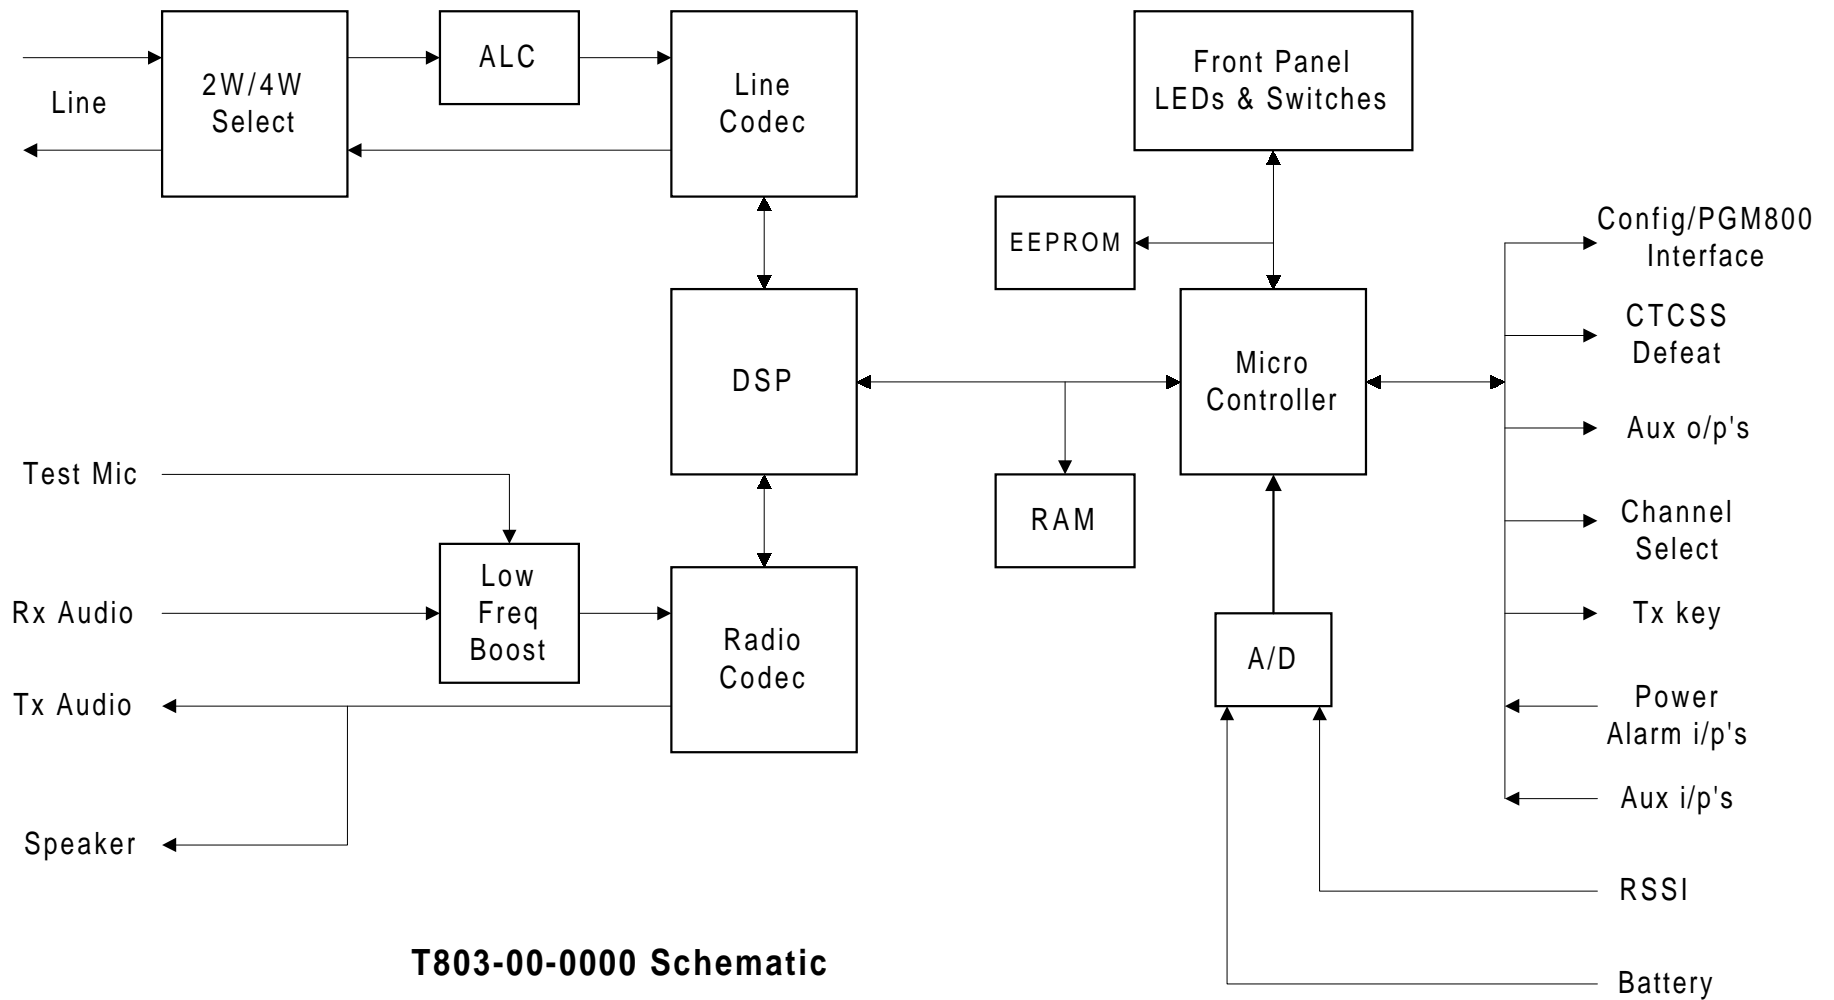 Line
2W/4W
Select
ALC
Line
Codec
Front Panel
LEDs & Switches
EEPROM
Config/PGM800
Interface
CTCSS
Defeat
DSP
Micro
Controller
Aux o/p's
Test Mic
RAM
Channel
Select
Low
Freq
Boost
Rx Audio
Radio
Codec
Tx key
A/D
Tx Audio
Power
Alarm i/p's
Aux i/p's
Speaker
RSSI
T803-00-0000 Schematic
Battery